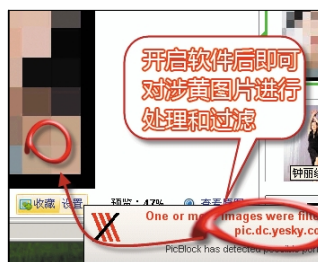 开启软件后即可
对涉黄图片进行
处理和过滤
钟丽
收藏 设置
预览：47%
One or more images were filte
pic.dc.yesky.co
PicBlock has detected possible por